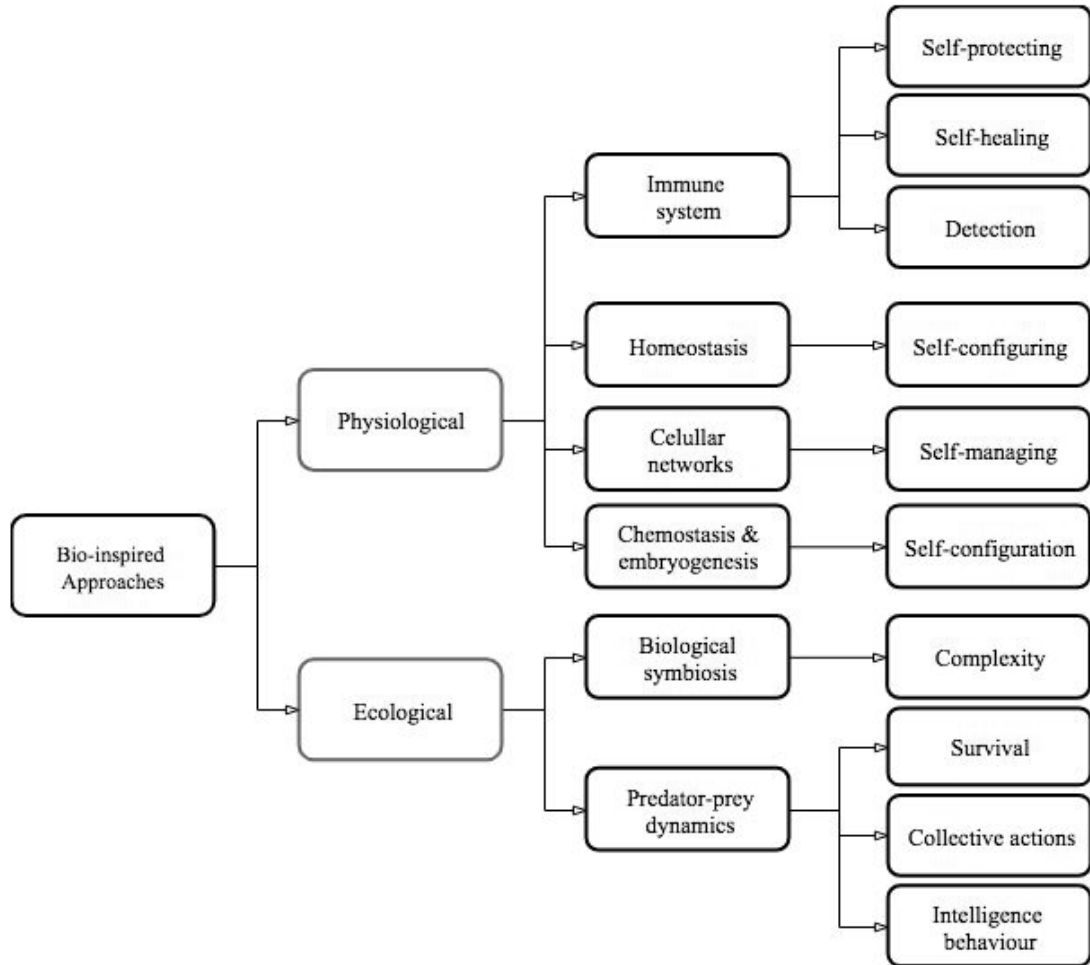 Self-protecting
Self-healing
Immune
system
Detection
Homeostasis
Self-configuring
Physiological
Celullar
networks
Self-managing
Chemostasis &
embryogenesis
Self-configuration
Bio-inspired
Approaches
Biological
symbiosis
Complexity
Ecological
Survival
Predator-prey
dynamics
Collective actions
Intelligence
behaviour